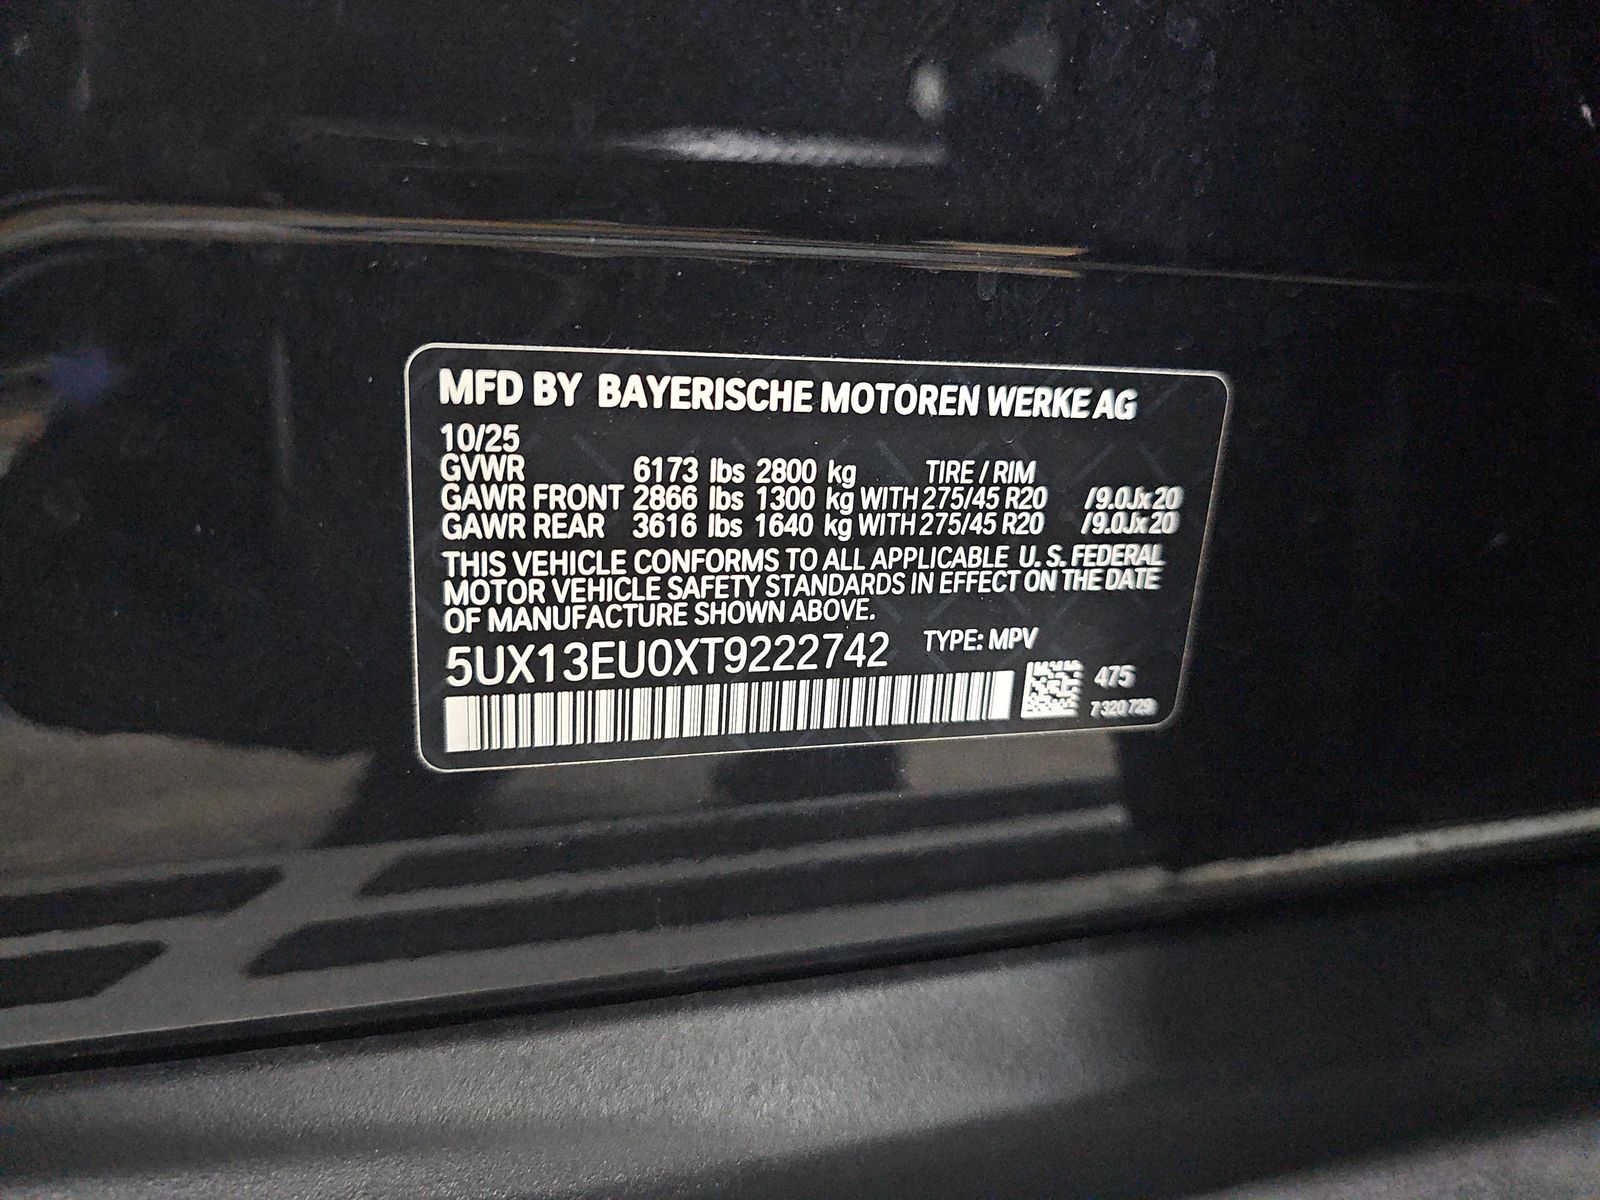 MFD BY BAYERISCHE MOTOREN WERKE AG
10/25
GVWR 6173 lbs 2800 kg TIRE / RIM
GAWR FRONT 2866 lbs 1300 kg WITH 275/45 R20 /9.0Jx20
GAWR REAR 3616 lbs 1640 kg WITH 275/45 R20 /9.0Jx20
THIS VEHICLE CONFORMS TO ALL APPLICABLE U.S. FEDERAL
MOTOR VEHICLE SAFETY STANDARDS IN EFFECT ON THE DATE
OF MANUFACTURE SHOWN ABOVE.
5UX13EU0XT9222742 TYPE: MPV
475
7 320 729